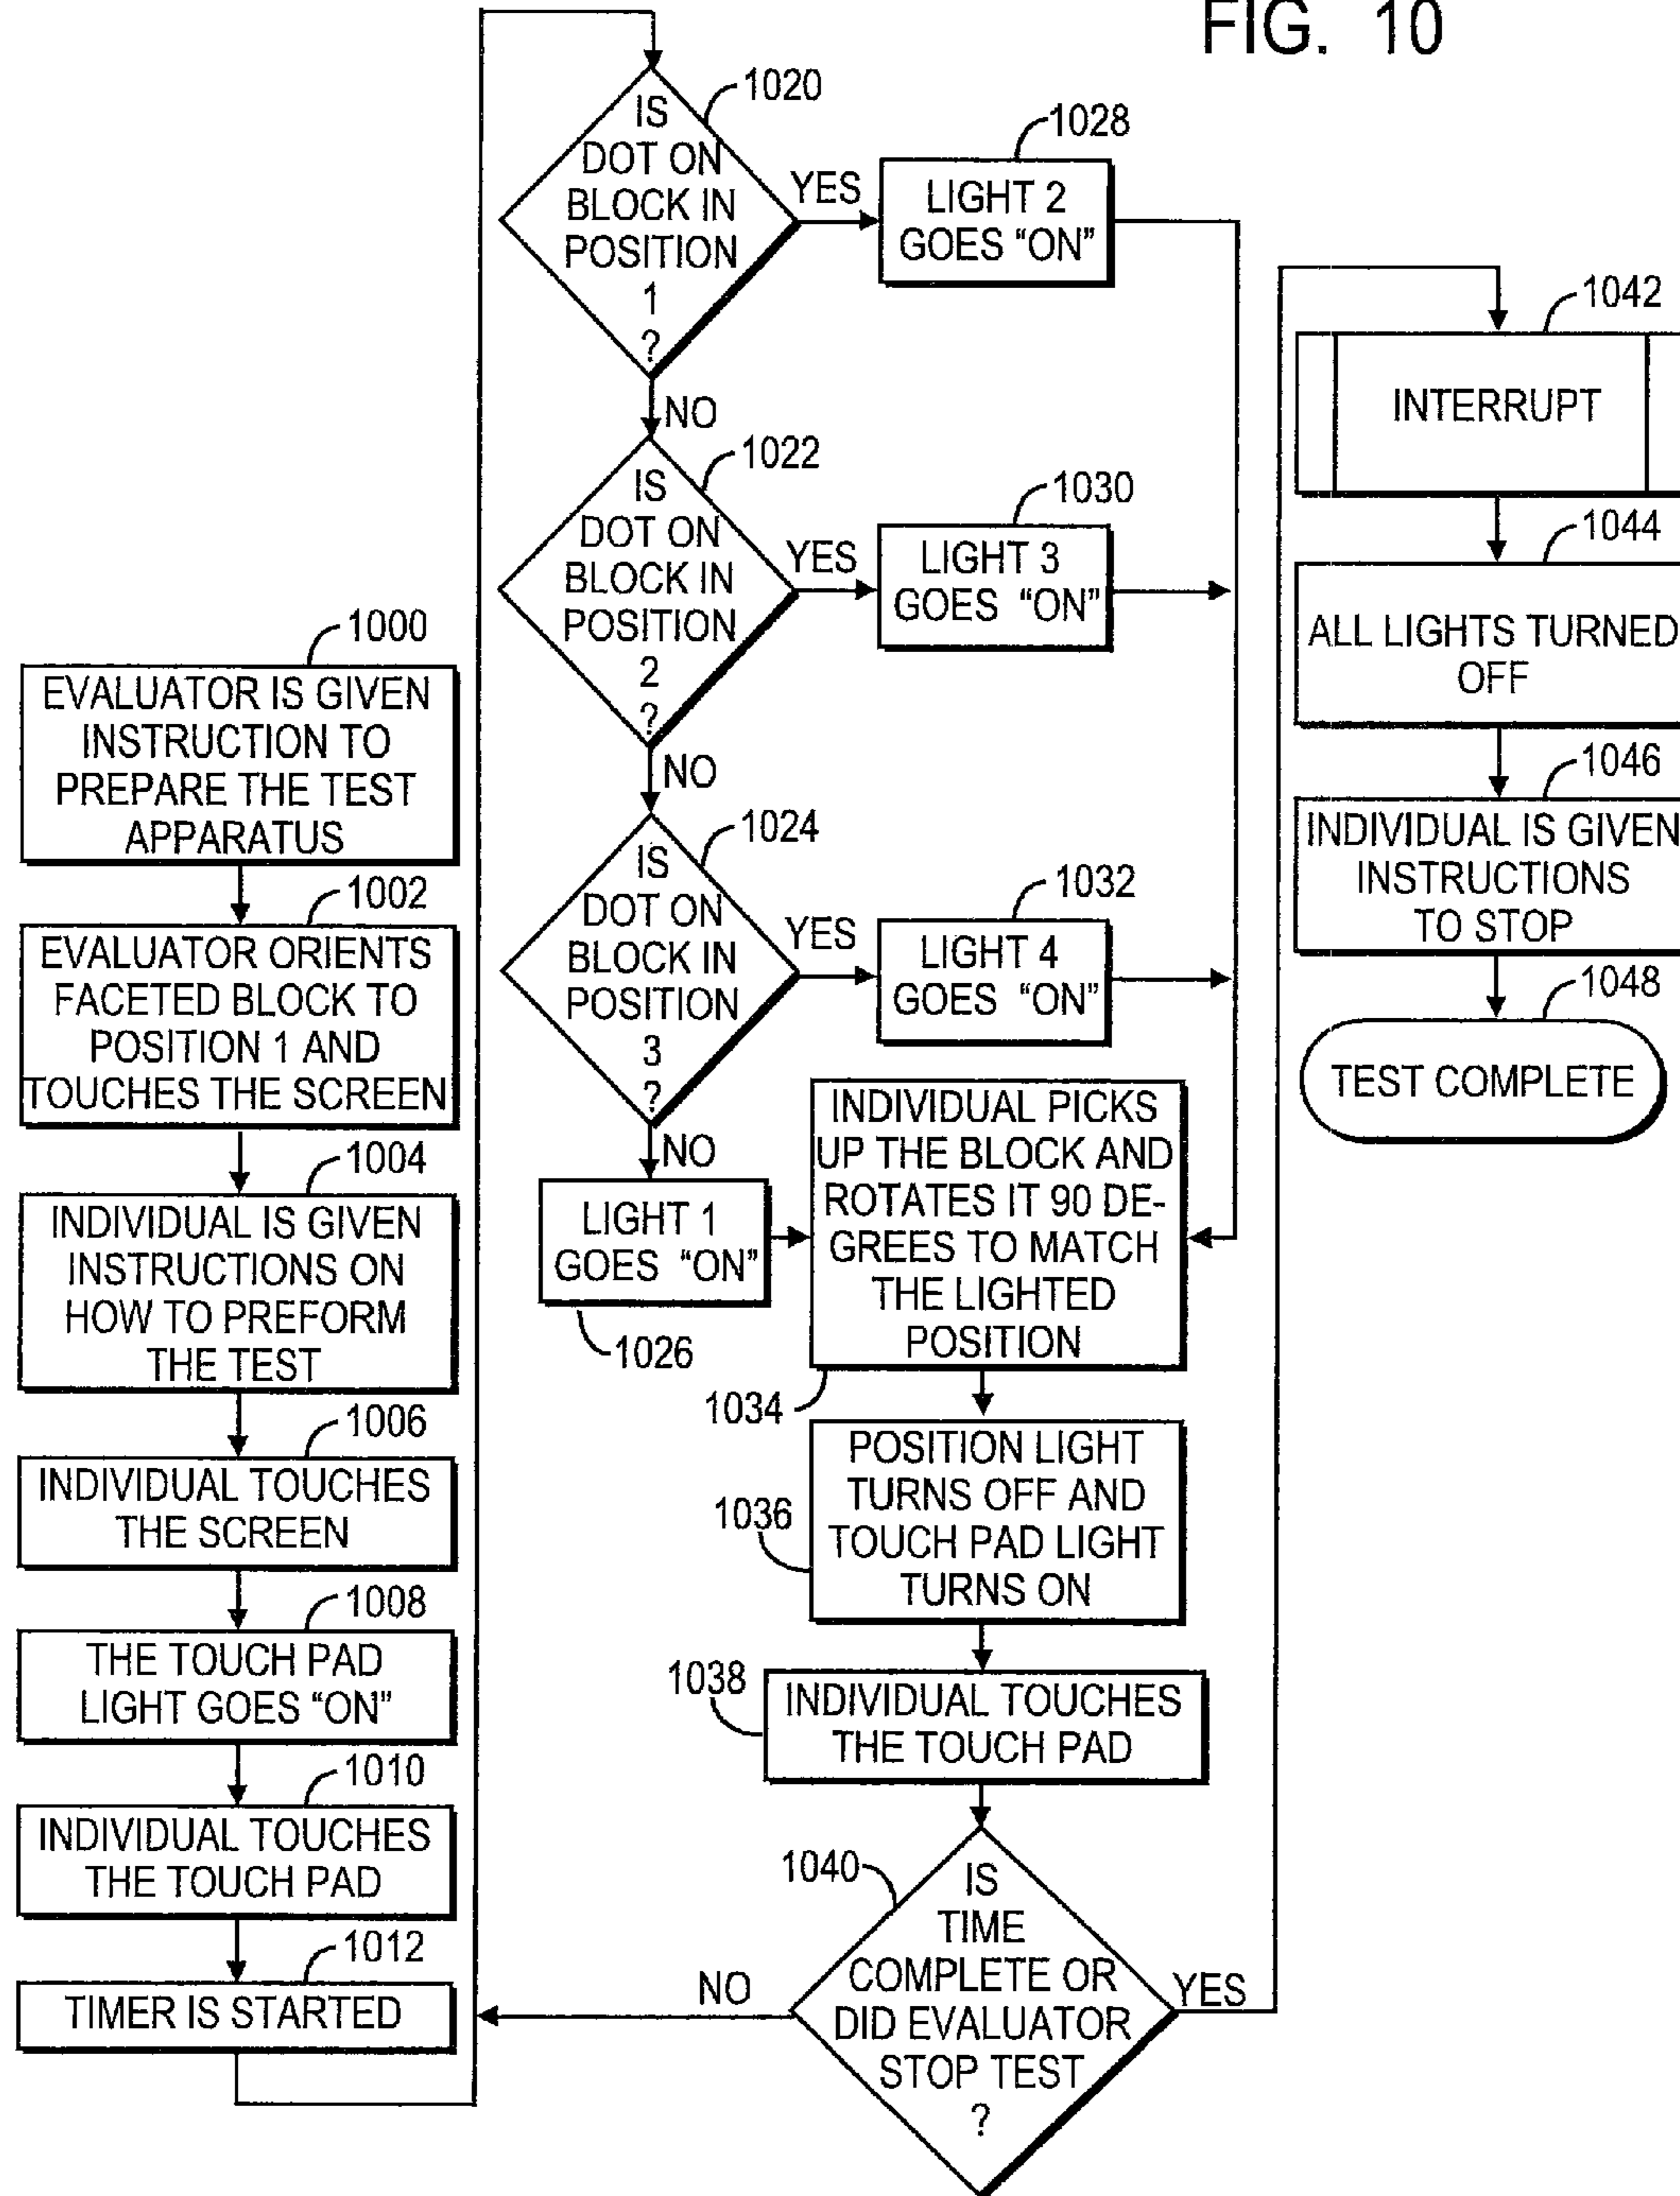 FIG. 10
1000
EVALUATOR IS GIVEN
INSTRUCTION TO
PREPARE THE TEST
APPARATUS
1002
EVALUATOR ORIENTS
FACETED BLOCK TO
POSITION 1 AND
TOUCHES THE SCREEN
1004
INDIVIDUAL IS GIVEN
INSTRUCTIONS ON
HOW TO PREFORM
THE TEST
1006
INDIVIDUAL TOUCHES
THE SCREEN
1008
THE TOUCH PAD
LIGHT GOES “ON”
1010
INDIVIDUAL TOUCHES
THE TOUCH PAD
1012
TIMER IS STARTED
1020
IS
DOT ON
BLOCK IN
POSITION
1
?
YES
1028
LIGHT 2
GOES “ON”
NO
1022
IS
DOT ON
BLOCK IN
POSITION
2
?
YES
1030
LIGHT 3
GOES “ON”
NO
1024
IS
DOT ON
BLOCK IN
POSITION
3
?
YES
1032
LIGHT 4
GOES “ON”
NO
LIGHT 1
GOES “ON”
1026
INDIVIDUAL PICKS
UP THE BLOCK AND
ROTATES IT 90 DE-
GREES TO MATCH
THE LIGHTED
POSITION
1034
POSITION LIGHT
TURNS OFF AND
TOUCH PAD LIGHT
TURNS ON
1036
1038
INDIVIDUAL TOUCHES
THE TOUCH PAD
1040
IS
TIME
COMPLETE OR
DID EVALUATOR
STOP TEST
?
NO
YES
1042
INTERRUPT
1044
ALL LIGHTS TURNED
OFF
1046
INDIVIDUAL IS GIVEN
INSTRUCTIONS
TO STOP
1048
TEST COMPLETE